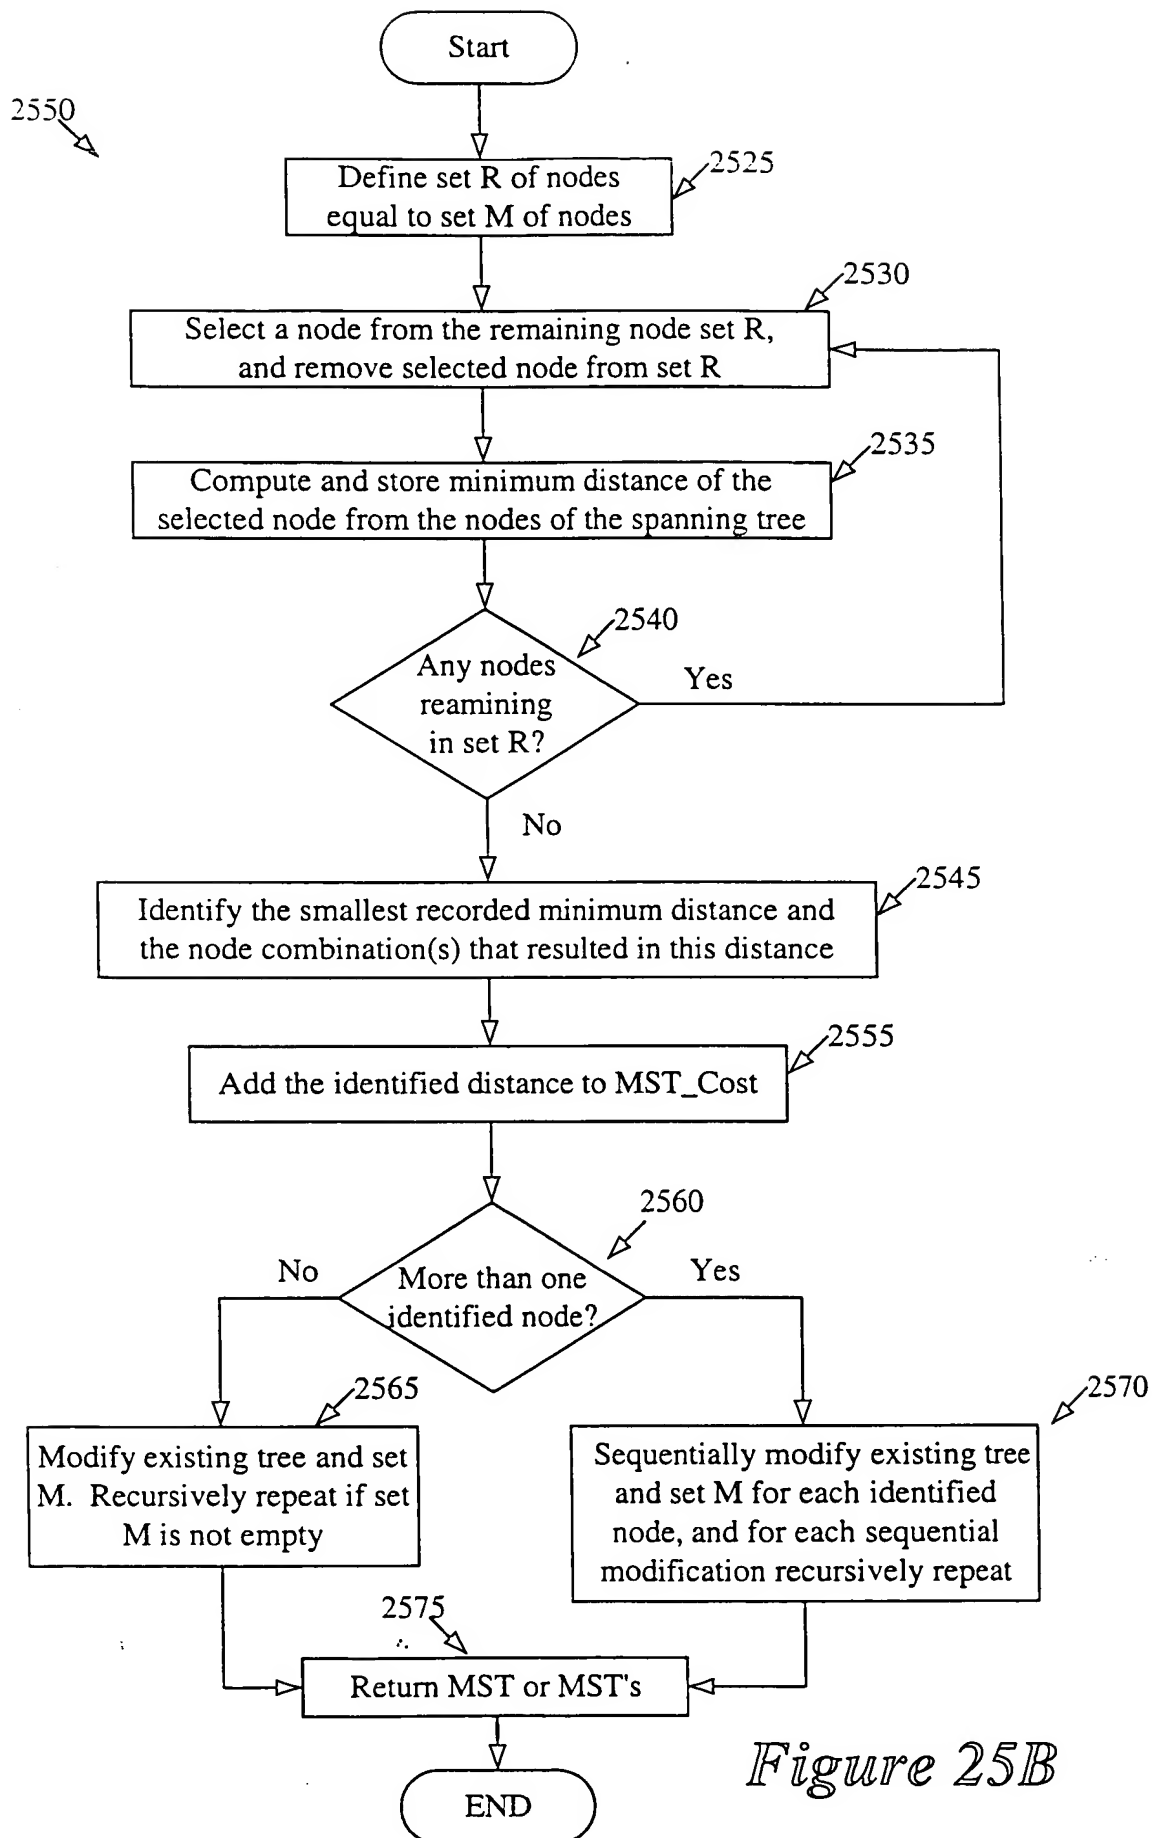 Start
2550
2525
Define set R of nodes
equal to set M of nodes
2530
Select a node from the remaining node set R,
and remove selected node from set R
2535
Compute and store minimum distance of the
selected node from the nodes of the spanning tree
2540
Any nodes
reamining
in set R?
Yes
No
2545
Identify the smallest recorded minimum distance and
the node combination(s) that resulted in this distance
2555
Add the identified distance to MST_Cost
2560
No
More than one
identified node?
Yes
2565
2570
Modify existing tree and set
M. Recursively repeat if set
M is not empty
Sequentially modify existing tree
and set M for each identified
node, and for each sequential
modification recursively repeat
2575
Return MST or MST's
END
Figure 25B